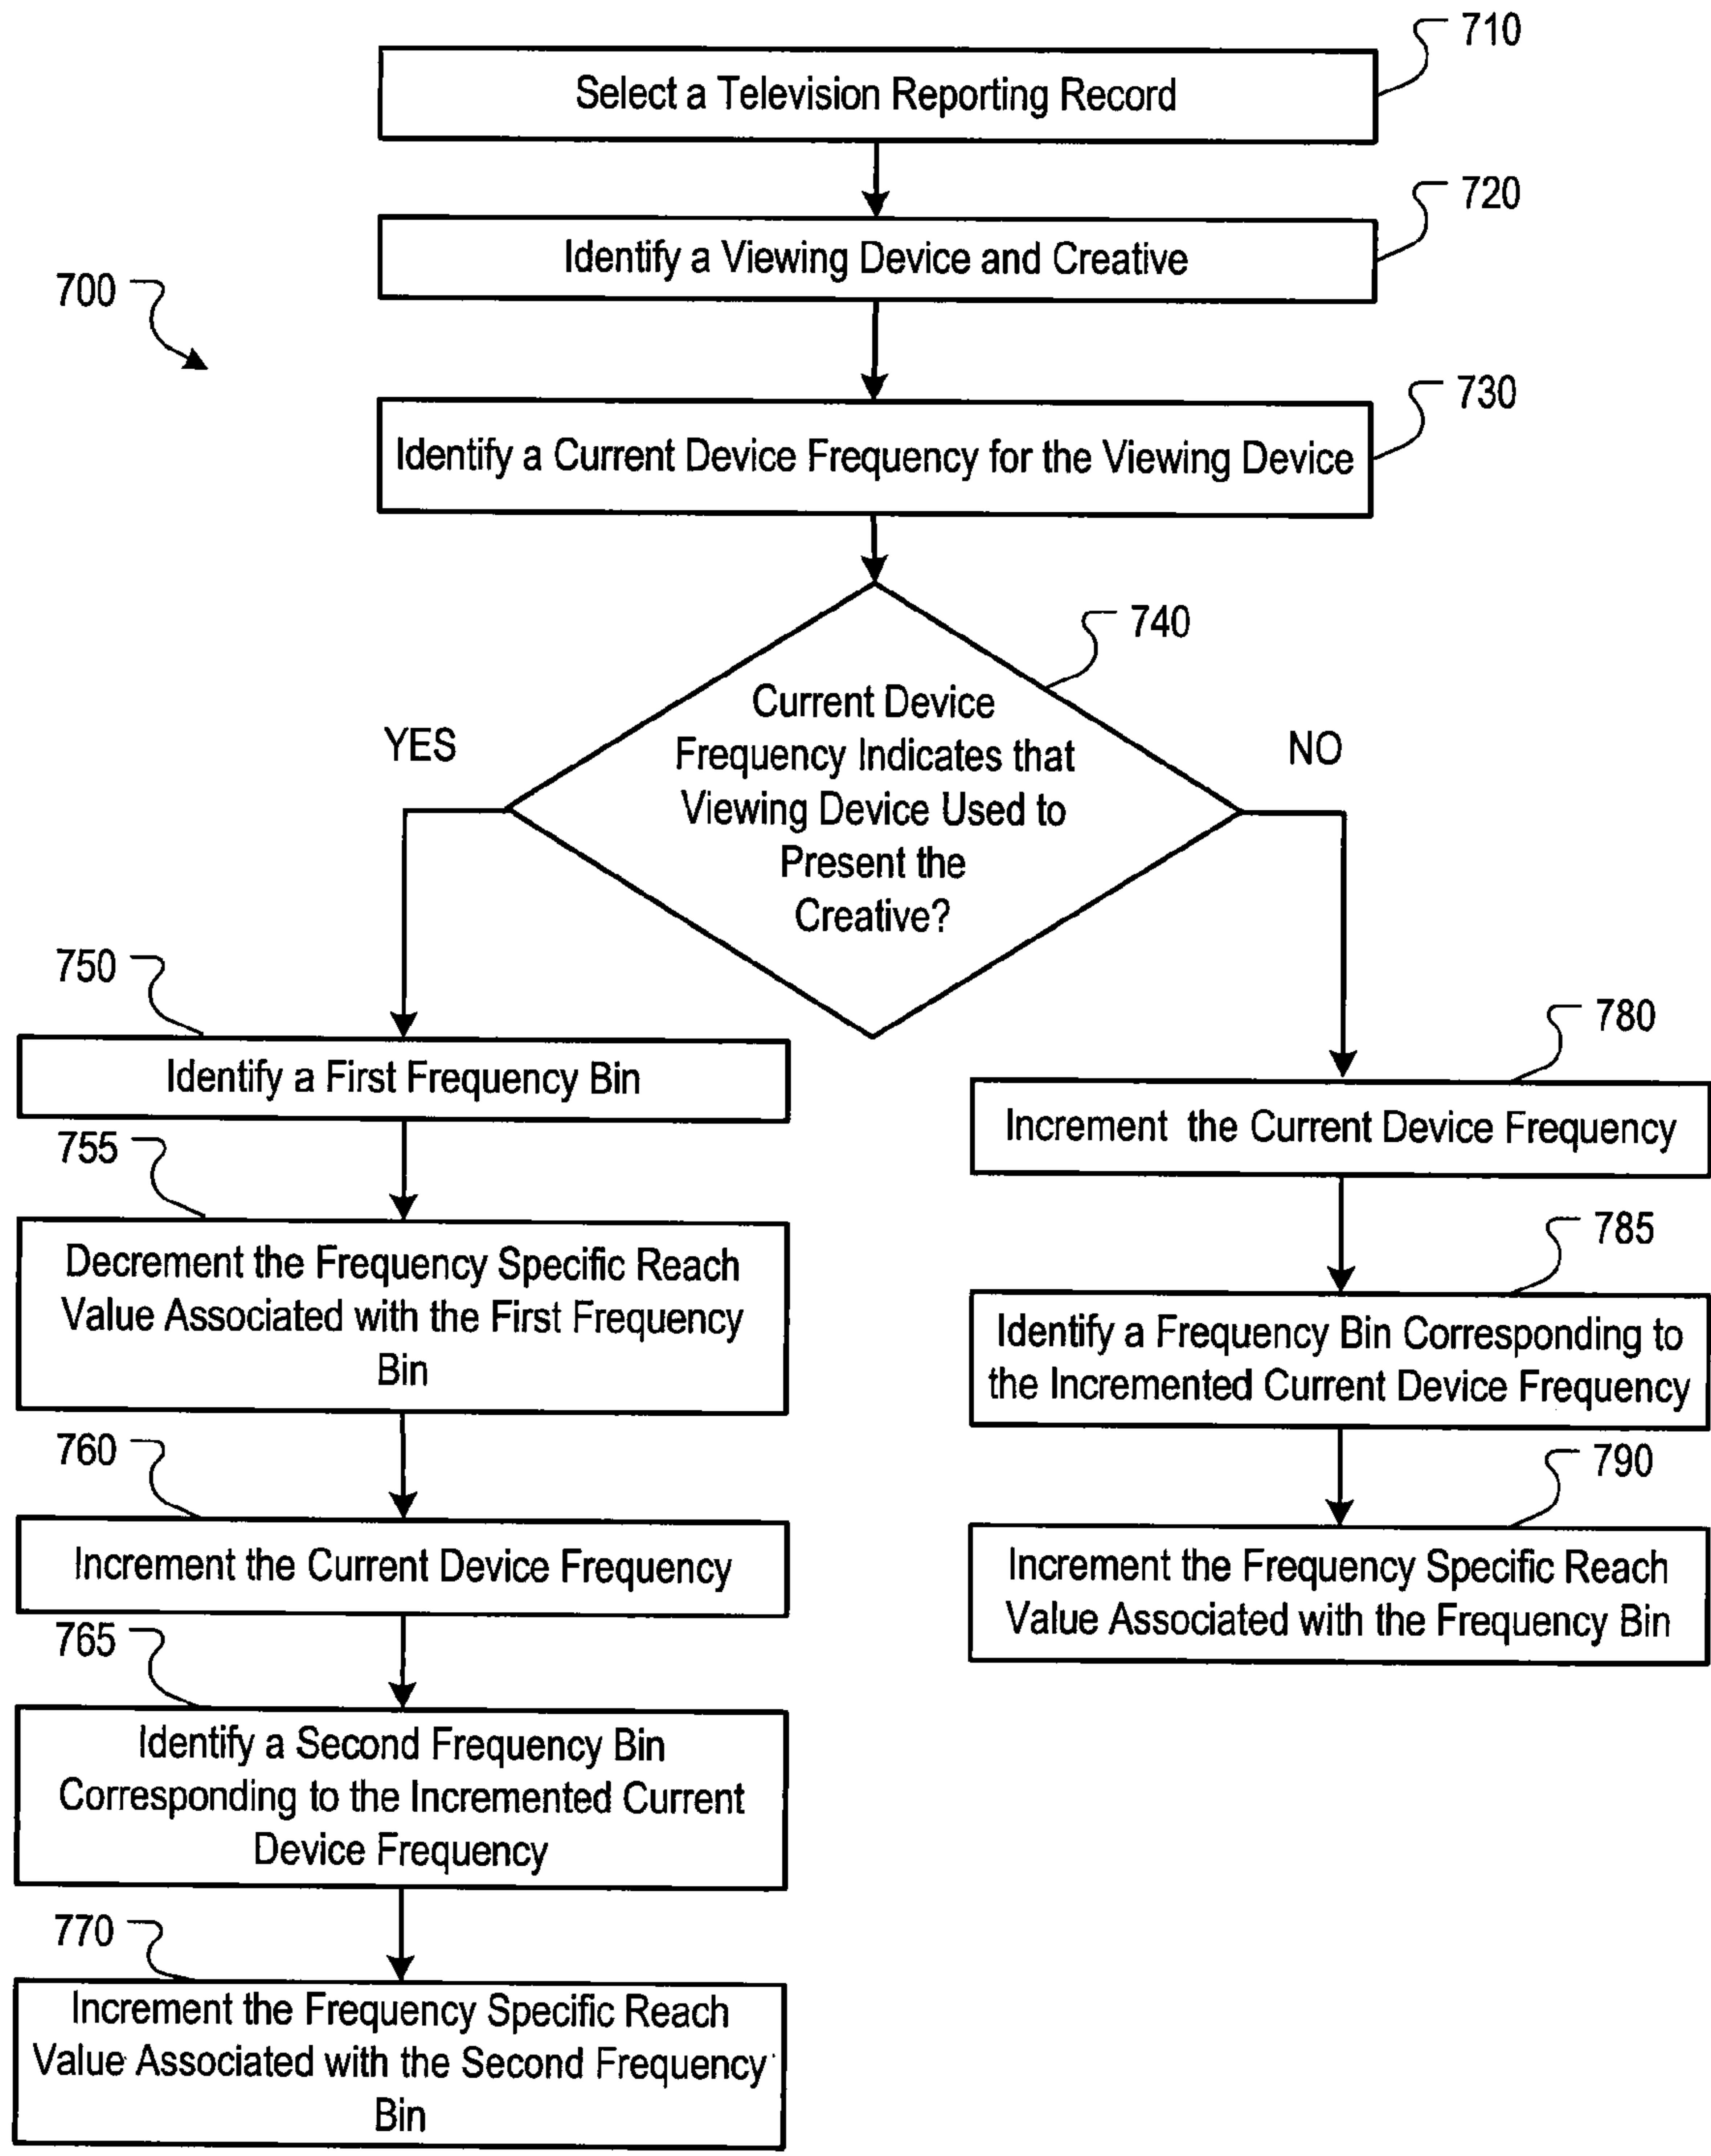 710
Select a Television Reporting Record
720
Identify a Viewing Device and Creative
700
730
Identify a Current Device Frequency for the Viewing Device
740
Current Device
Frequency Indicates that
Viewing Device Used to
Present the
Creative?
YES
NO
750
Identify a First Frequency Bin
755
Decrement the Frequency Specific Reach
Value Associated with the First Frequency
Bin
760
Increment the Current Device Frequency
765
Identify a Second Frequency Bin
Corresponding to the Incremented Current
Device Frequency
770
Increment the Frequency Specific Reach
Value Associated with the Second Frequency
Bin
780
Increment the Current Device Frequency
785
Identify a Frequency Bin Corresponding to
the Incremented Current Device Frequency
790
Increment the Frequency Specific Reach
Value Associated with the Frequency Bin